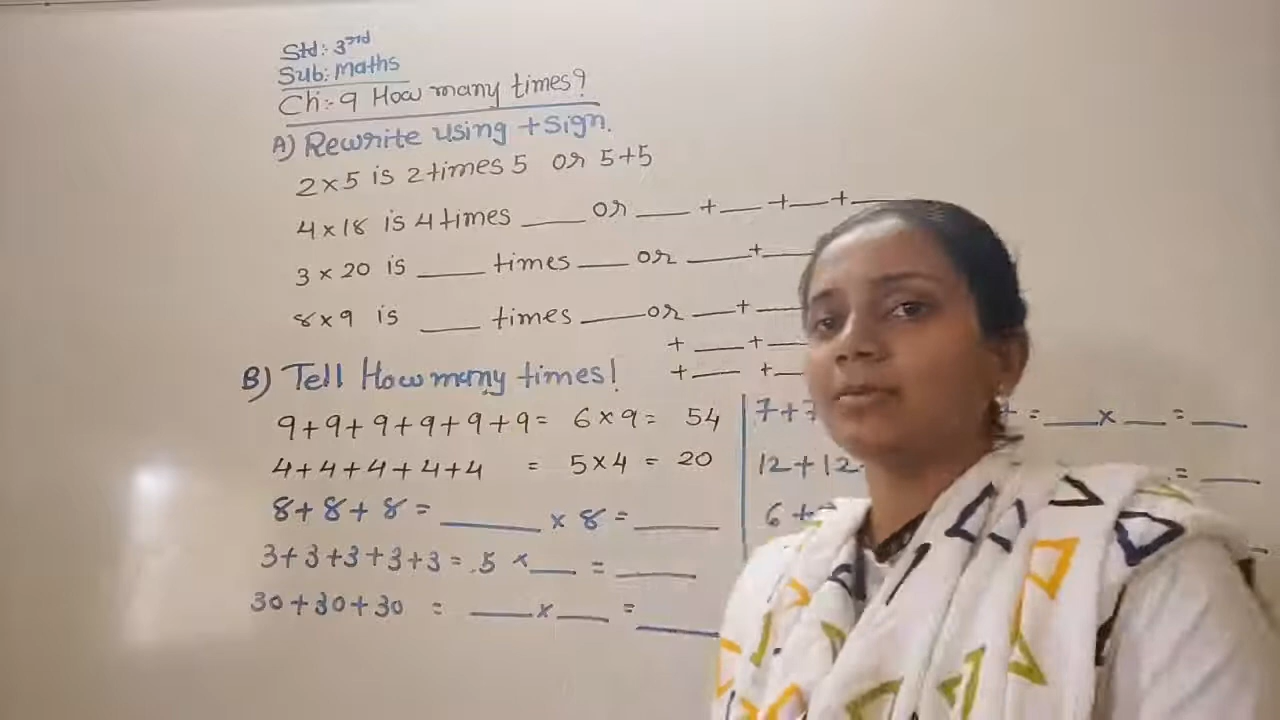 Std:- 3rd
Sub: Maths
Ch:- 9 How many times?
A) Rewrite using + Sign.
2 × 5 is 2 times 5 or 5+5
4 × 18 is 4 times ____ or ____ + ____ + ____ + ____
3 × 20 is ____ times ____ or ____ + ____
8 × 9 is ____ times ____ or ____ + ____
+ ____ + ____
+ ____ + ____
B) Tell How many times!
9+9+9+9+9+9= 6×9= 54
4+4+4+4+4 = 5×4 = 20
8+8+8= ____ × 8 = ____
3+3+3+3+3= 5 × ____ = ____
30+30+30 = ____ × ____ = ____
7+7 = ____ × ____ = ____
12+12 = ____
6+